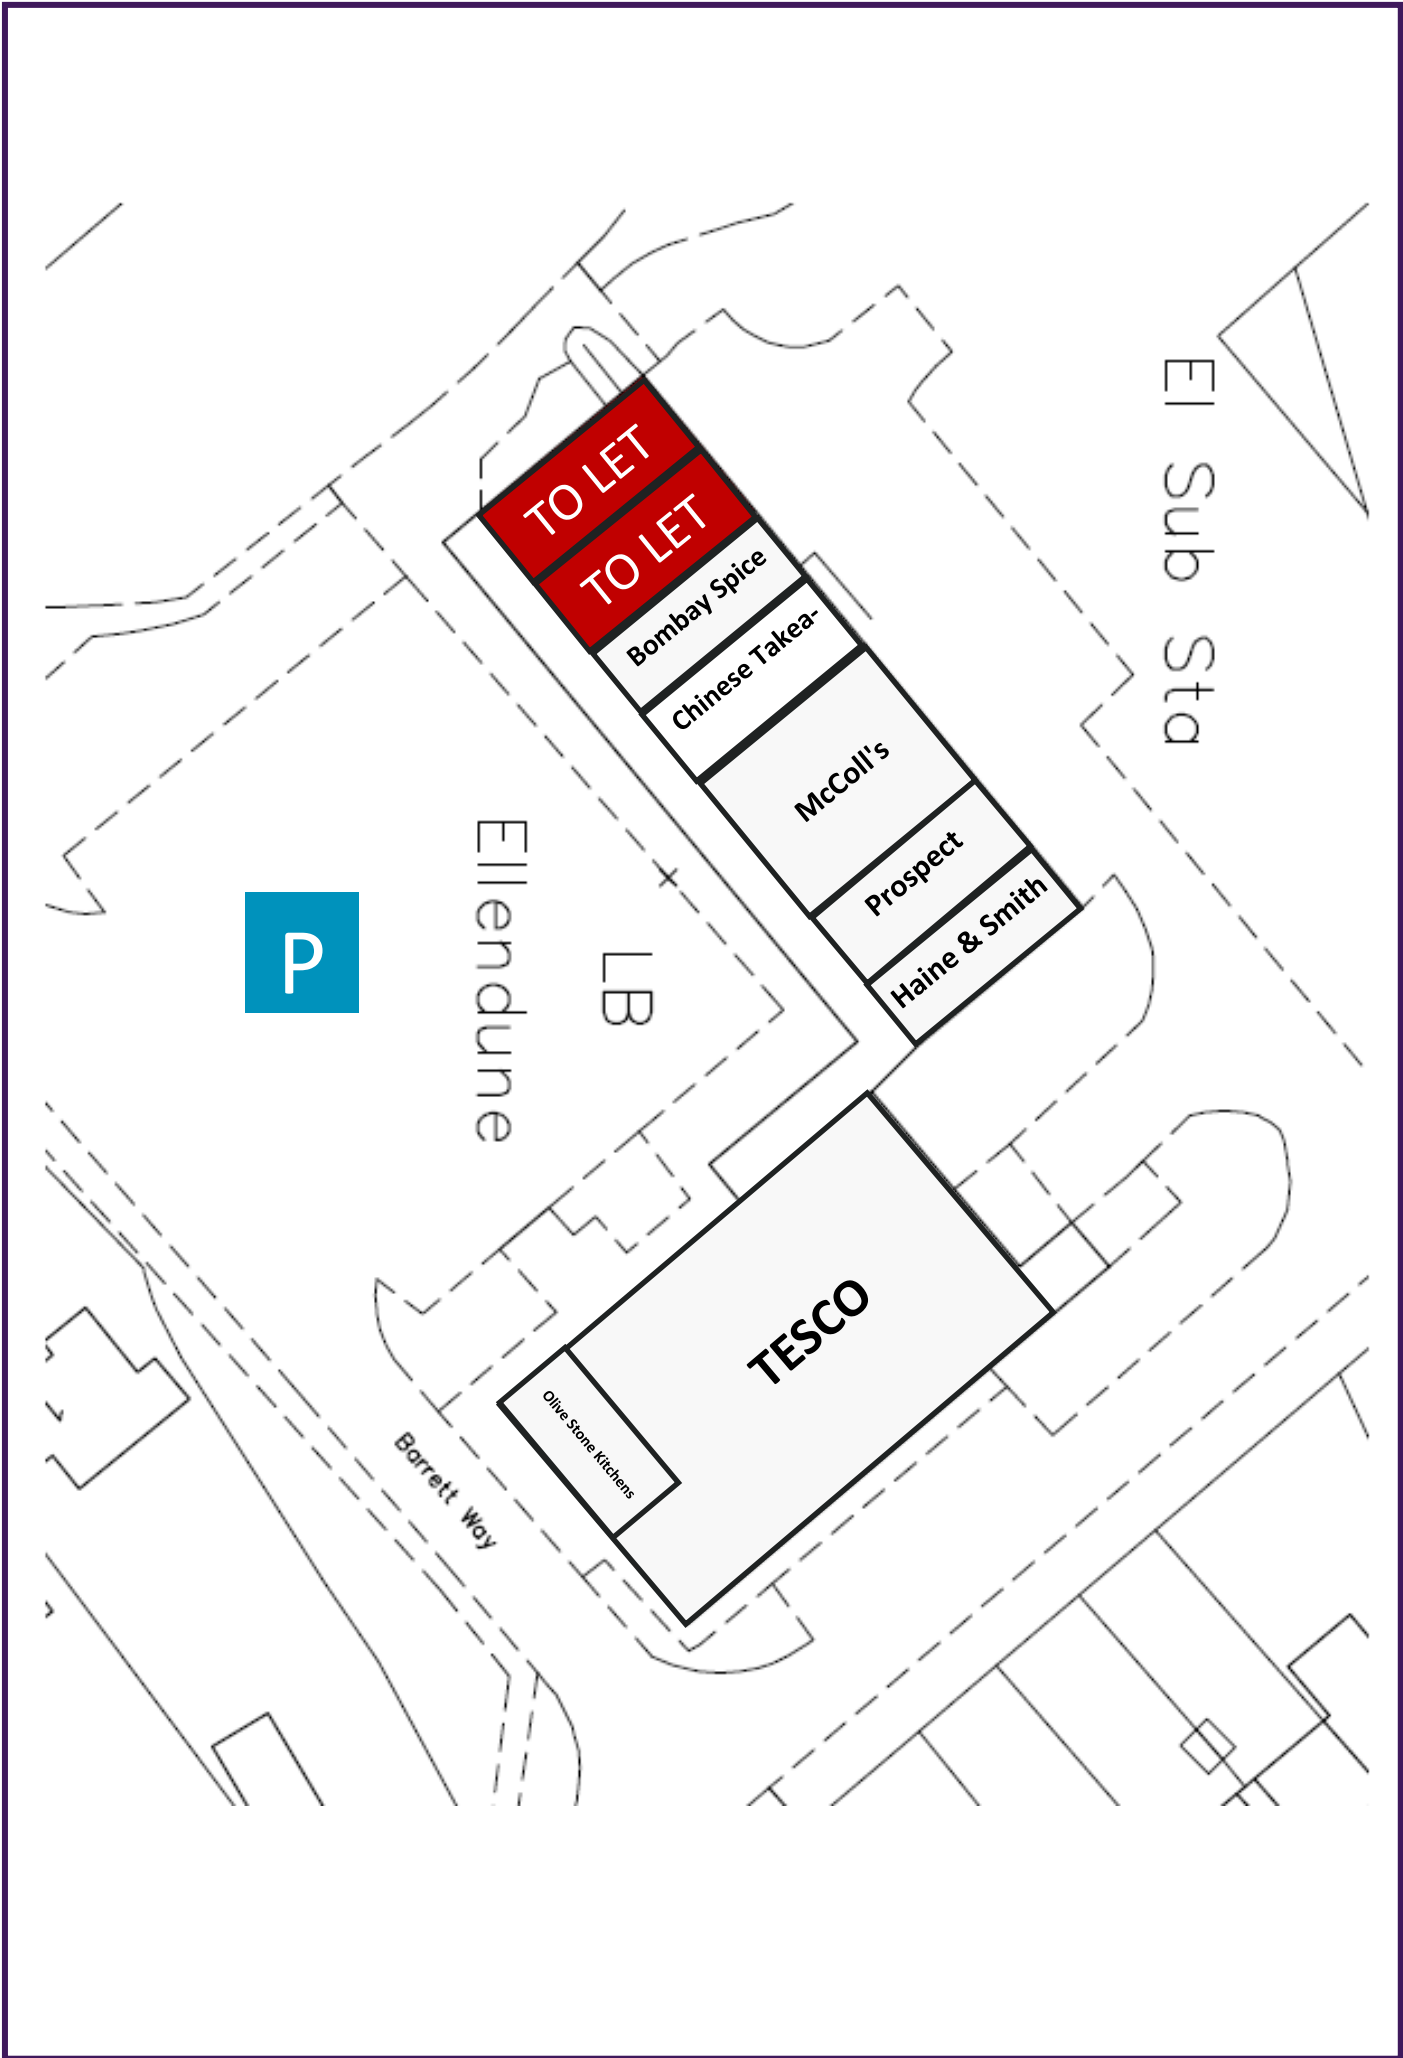 El Sub Sta
TO LET
TO LET
Bombay Spice
Chinese Takea-
McColl's
Prospect
Haine & Smith
P
Ellendune
LB
TESCO
Olive Stone Kitchens
Barrett Way